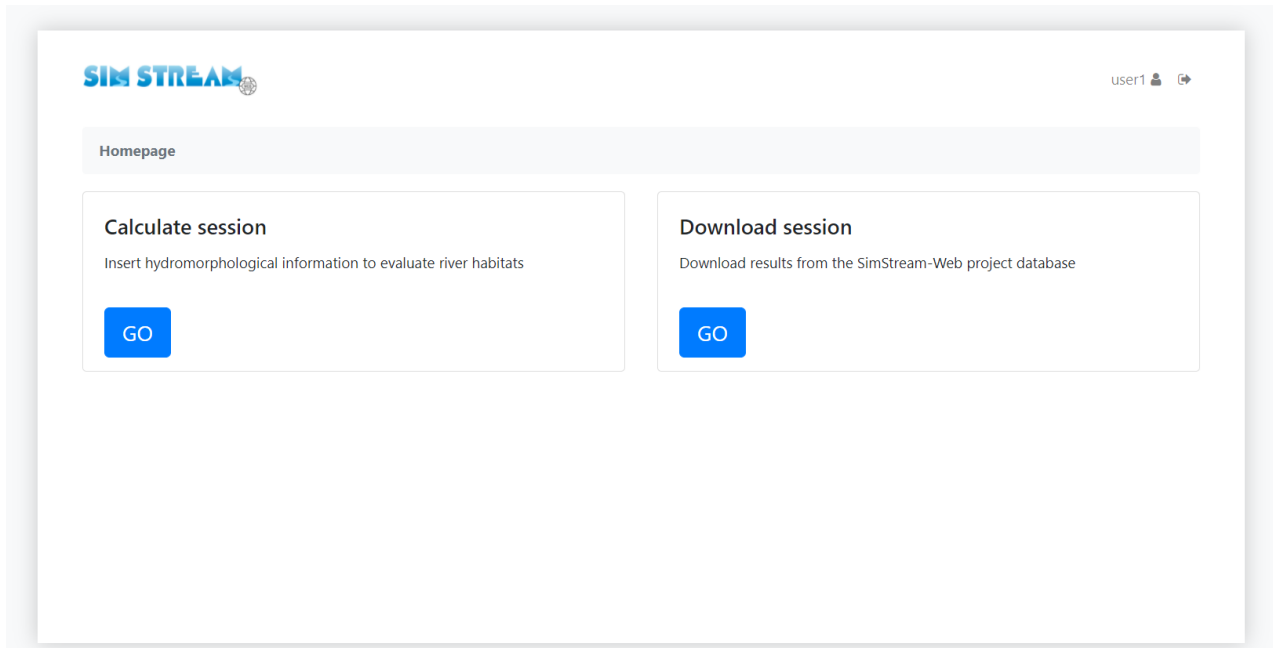 SIM STREAM
user1
Homepage
Calculate session
Insert hydromorphological information to evaluate river habitats
GO
Download session
Download results from the SimStream-Web project database
GO